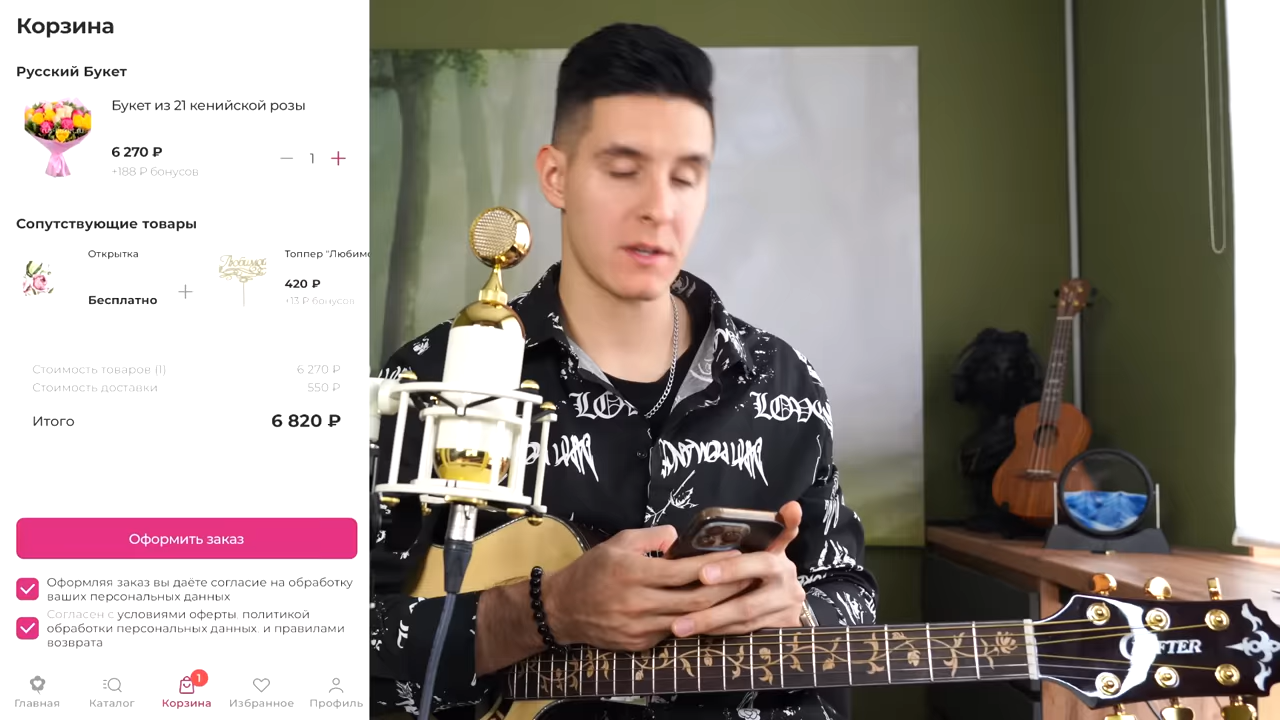 Корзина
Русский Букет
Букет из 21 кенийской розы
6 270 ₽
+188 ₽ бонусов
1
Сопутствующие товары
Открытка
Бесплатно
Любимой
Топпер "Любимо
420 ₽
+13 ₽ бонусов
Стоимость товаров (1)
6 270 ₽
Стоимость доставки
550 ₽
Итого
6 820 ₽
Оформить заказ
Оформляя заказ вы даёте согласие на обработку
ваших персональных данных
Согласен с условиями оферты, политикой
обработки персональных данных, и правилами
возврата
1
Главная
Каталог
Корзина
Избранное
Профиль
CRAFTER